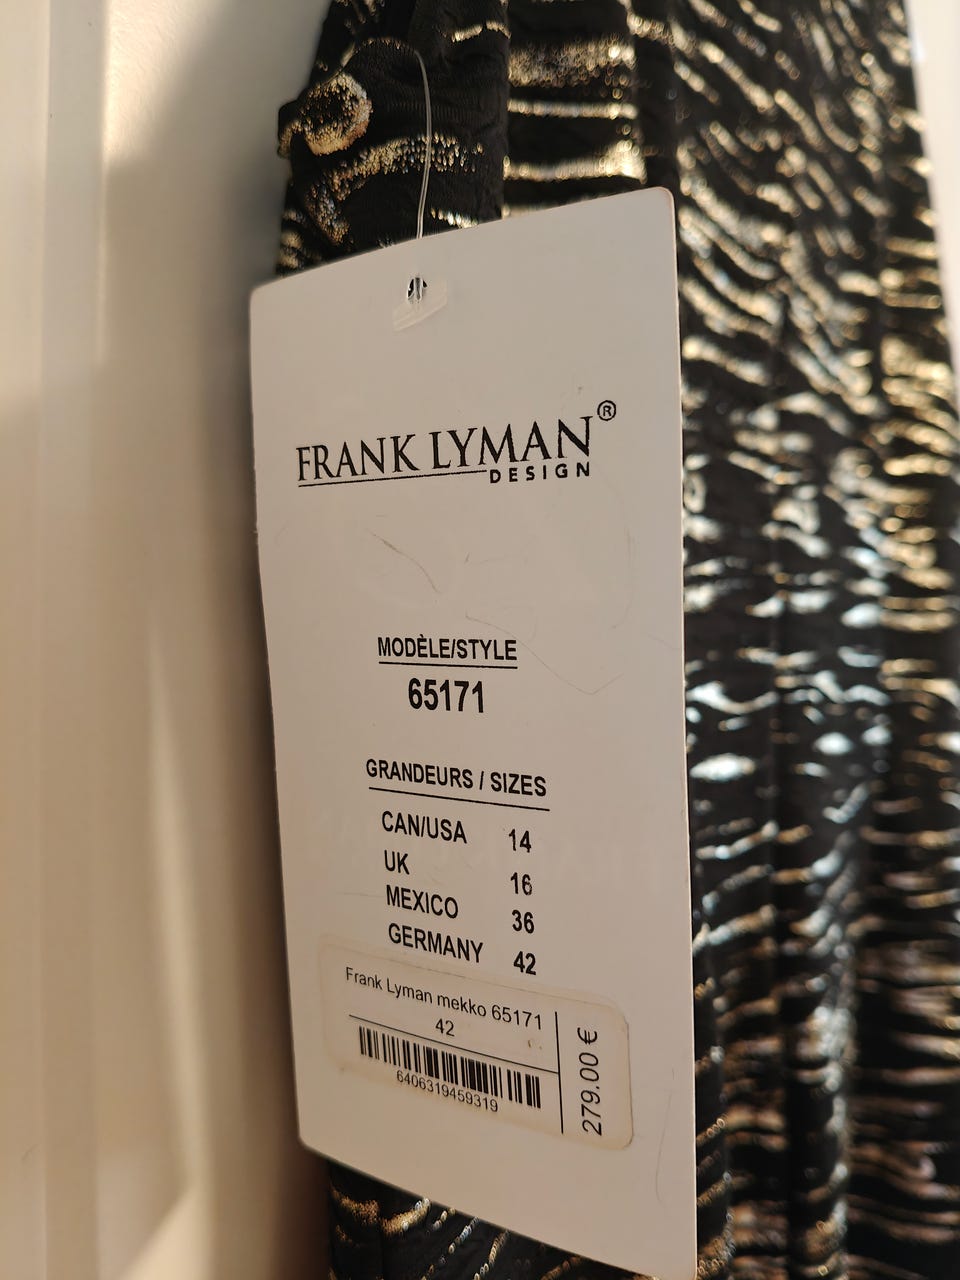 FRANK LYMAN®
DESIGN
MODÈLE/STYLE
65171
GRANDEURS / SIZES
CAN/USA 14
UK 16
MEXICO 36
GERMANY 42
Frank Lyman mekko 65171
42
6406319459319
279.00 €